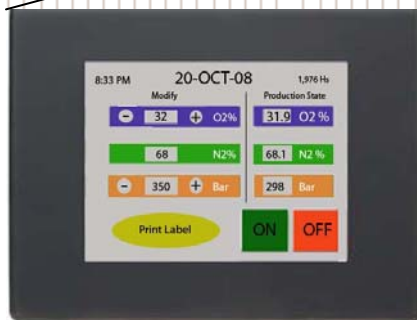 8:33 PM 20-OCT-08 1,976 Hs
Modify Production State
- 32 + O2% 31.9 O2 %
68 N2% 68.1 N2 %
- 350 + Bar 298 Bar
Print Label ON OFF